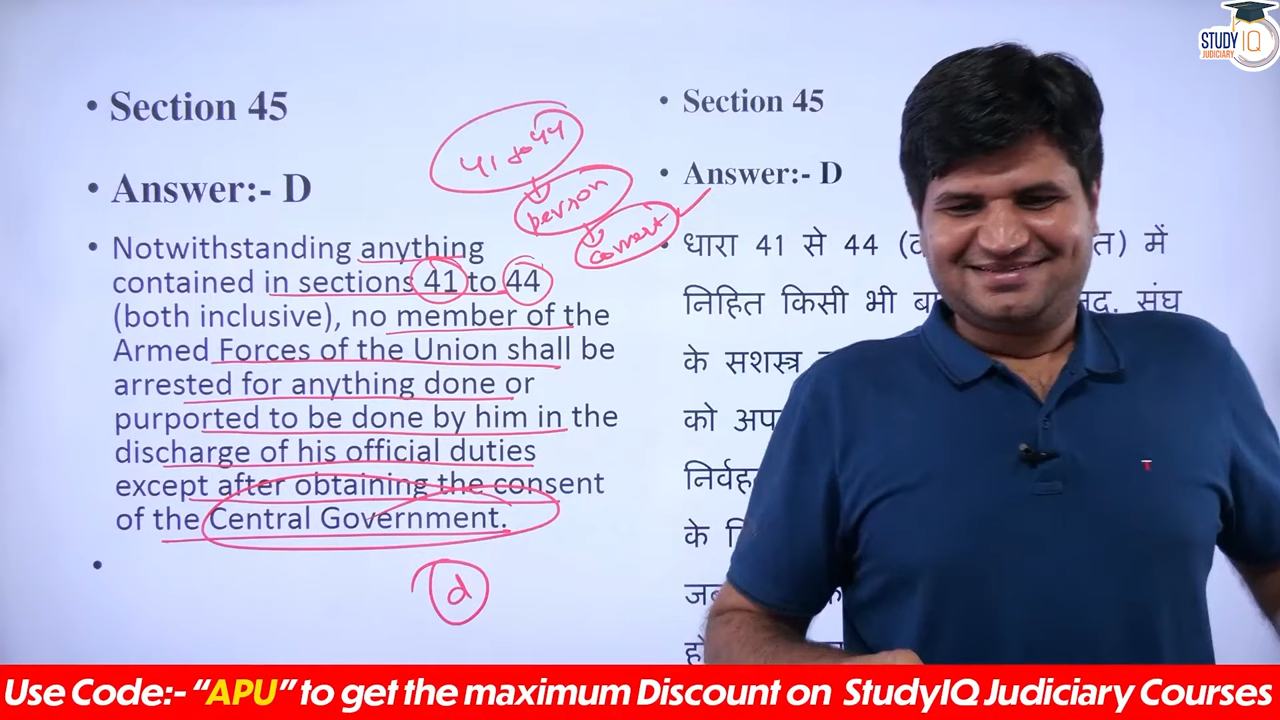 STUDY IQ
JUDICIARY
• Section 45
• Answer:- D
• Notwithstanding anything
contained in sections 41 to 44
(both inclusive), no member of the
Armed Forces of the Union shall be
arrested for anything done or
purported to be done by him in the
discharge of his official duties
except after obtaining the consent
of the Central Government.
•
41 to 44
person
d
• Section 45
• Answer:- D
• धारा 41 से 44
निहित किसी भी
संघ
के सशस्त्र
को
के
Use Code:- “APU” to get the maximum Discount on StudyIQ Judiciary Courses